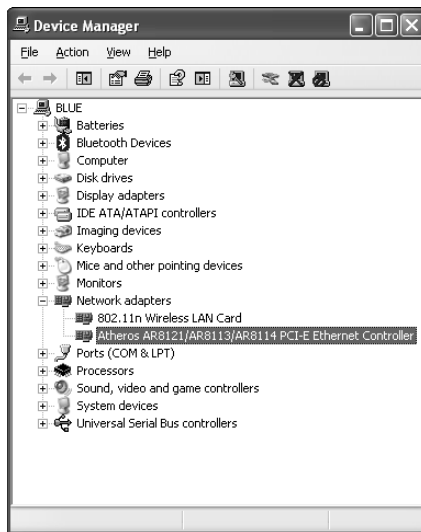 Device Manager
File Action View Help
BLUE
Batteries
Bluetooth Devices
Computer
Disk drives
Display adapters
IDE ATA/ATAPI controllers
Imaging devices
Keyboards
Mice and other pointing devices
Monitors
Network adapters
802.11n Wireless LAN Card
Atheros AR8121/AR8113/AR8114 PCI-E Ethernet Controller
Ports (COM & LPT)
Processors
Sound, video and game controllers
System devices
Universal Serial Bus controllers